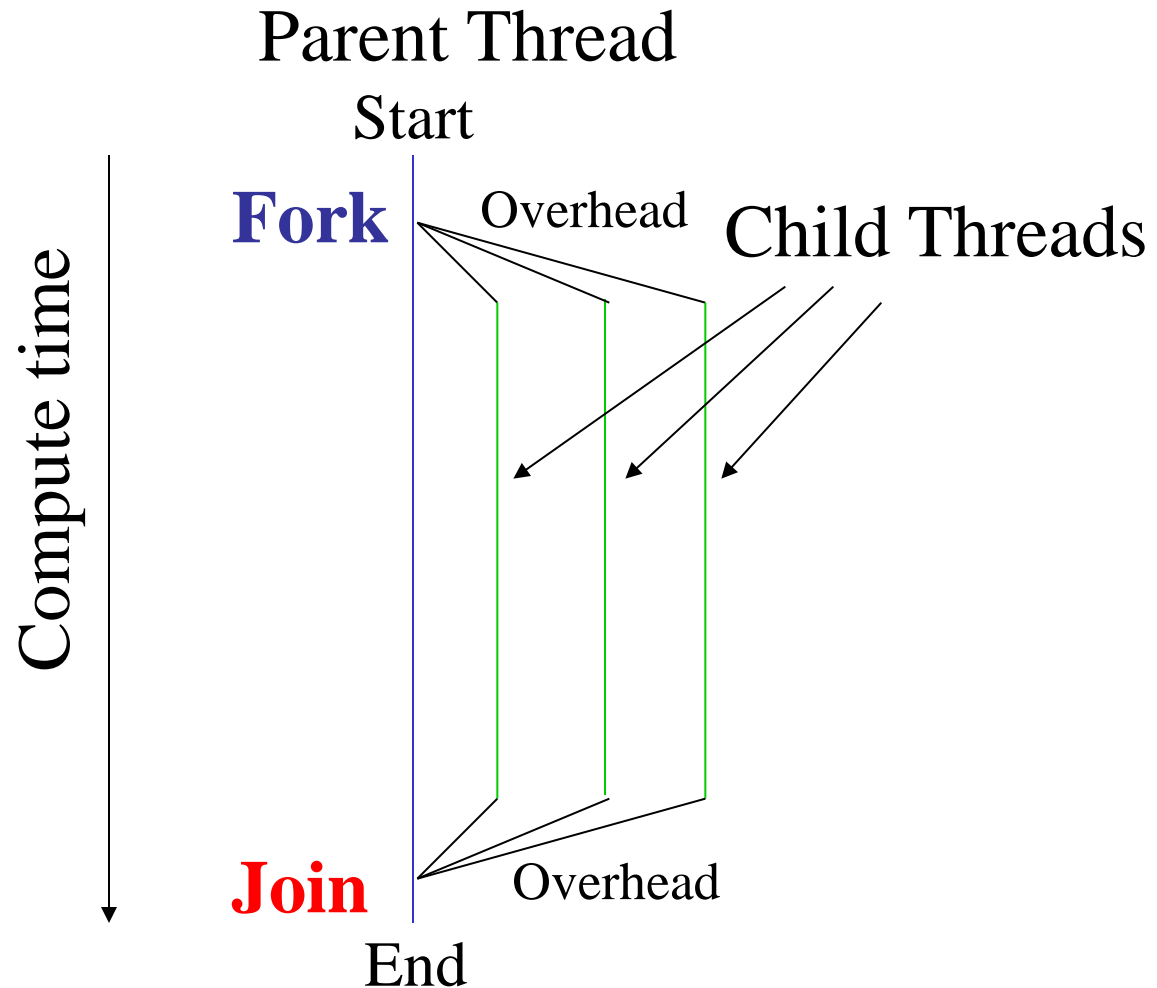 Parent Thread
Start
Fork
Overhead
Child Threads
Compute time
Join
Overhead
End